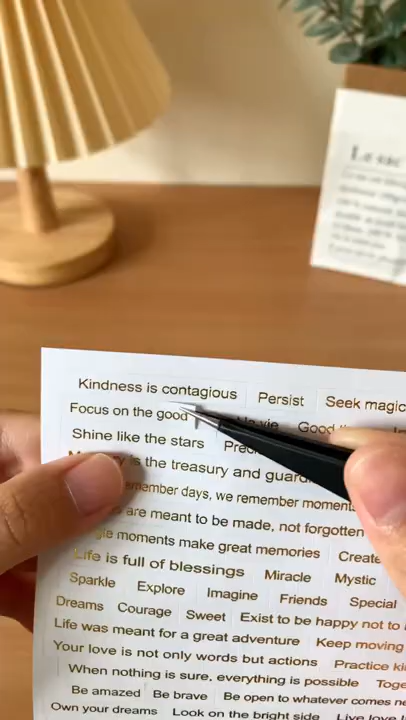 Kindness is contagious Persist Seek magic
Focus on the good la vie Good
Shine like the stars
is the treasury and
days, we remember
are meant to be made, not forgotten
moments make great memories Create
Life is full of blessings Miracle Mystic
Sparkle Explore Imagine Friends Special
Dreams Courage Sweet Exist to be happy not to
Life was meant for a great adventure Keep moving
Your love is not only words but actions Practice
When nothing is sure, everything is possible
Be amazed Be brave Be open to whatever comes
Own your dreams Look on the bright side Live love